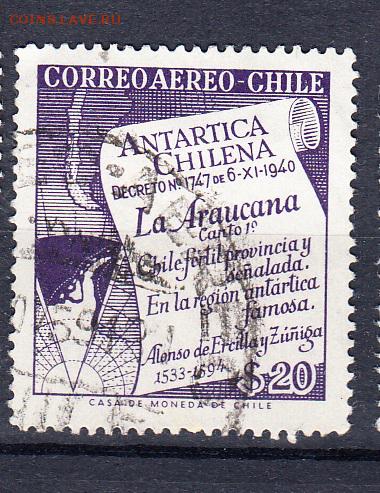 COINS.LAVE.RU
CORREO AEREO-CHILE
ANTARTICA
CHILENA
DECRETO Nº 1747 DE 6-XI-1940
La Araucana
Canto 1º
Chile fértil provincia y
señalada.
En la región antártica
famosa.
Alonso de Ercilla y Zúñiga
1533-1594
$ 20
CASA DE MONEDA DE CHILE